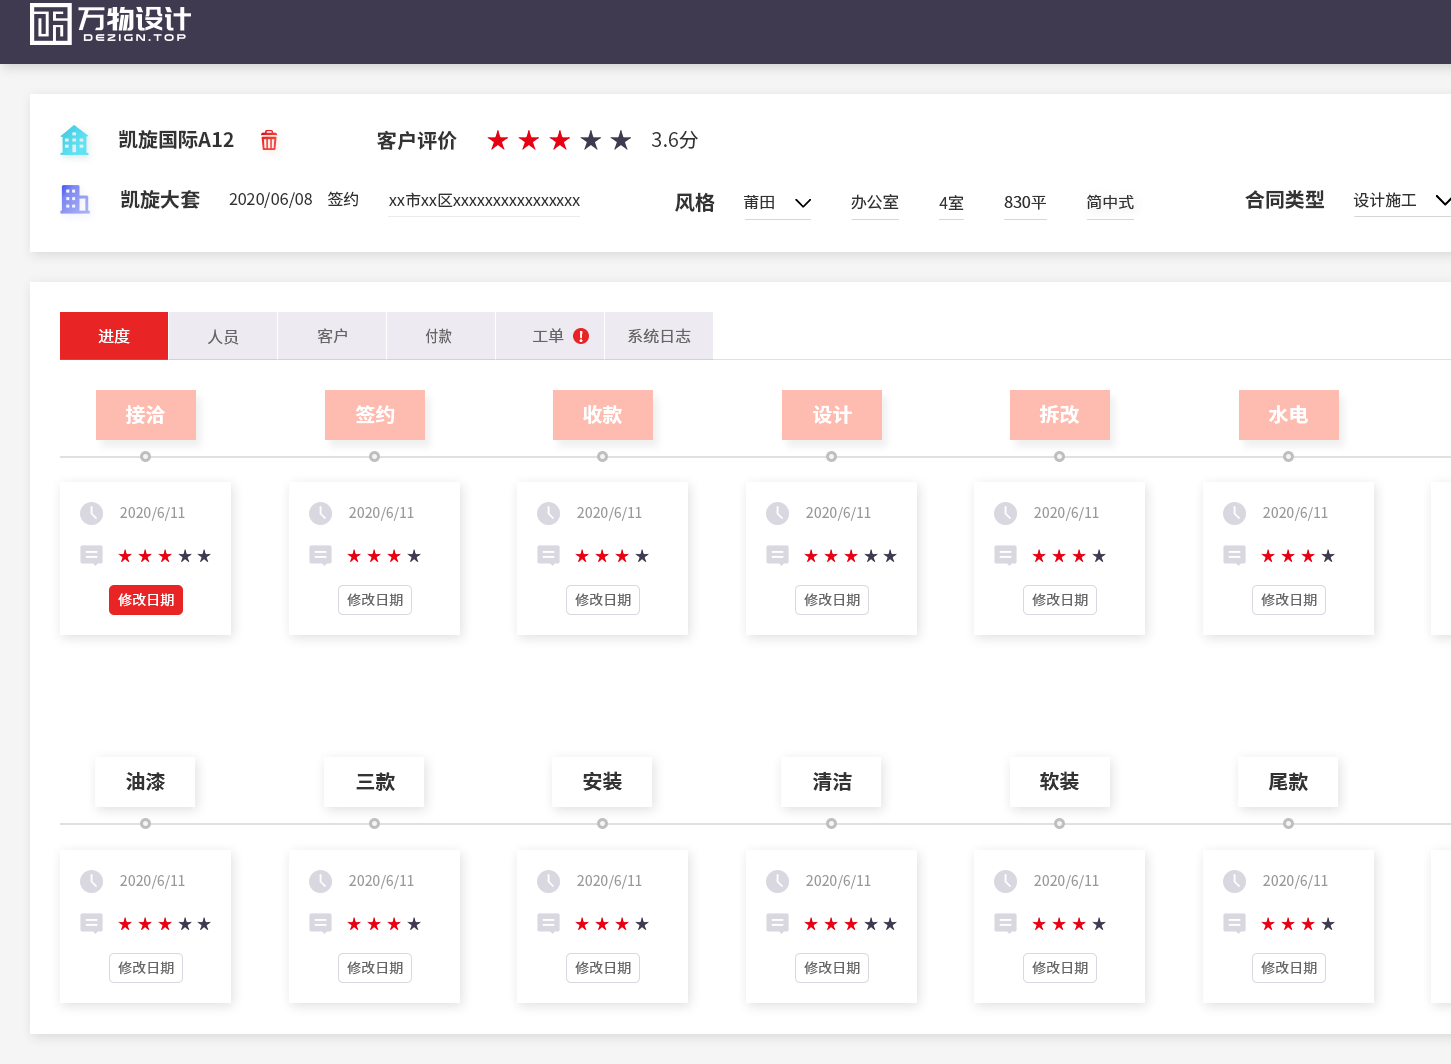 万物设计
DEZIGN.TOP
凯旋国际A12 客户评价 3.6分
凯旋大套 2020/06/08 签约 xx市xx区xxxxxxxxxxxxxxxx 风格 莆田 办公室 4室 830平 简中式 合同类型 设计施工
进度 人员 客户 付款 工单 系统日志
接洽 签约 收款 设计 拆改 水电
2020/6/11 2020/6/11 2020/6/11 2020/6/11 2020/6/11 2020/6/11
修改日期 修改日期 修改日期 修改日期 修改日期 修改日期
油漆 三款 安装 清洁 软装 尾款
2020/6/11 2020/6/11 2020/6/11 2020/6/11 2020/6/11 2020/6/11
修改日期 修改日期 修改日期 修改日期 修改日期 修改日期